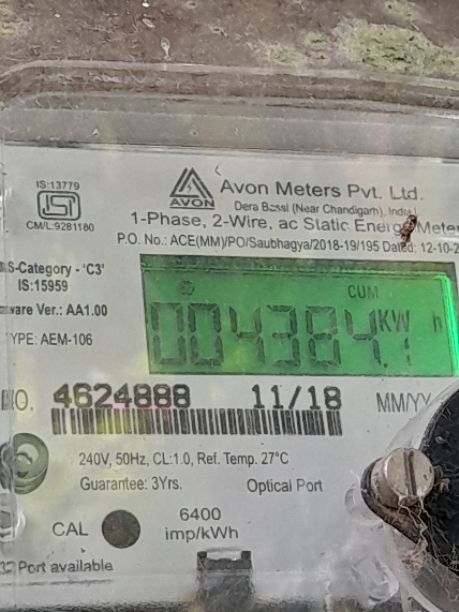 IS:13779
ISI
CM/L:9281180
AVON
Avon Meters Pvt. Ltd.
Dera Bassi (Near Chandigarh), India
1-Phase, 2-Wire, ac Static Energy Meter
P.O. No.: ACE(MM)/PO/Saubhagya/2018-19/195 Dated: 12-10-2
S-Category - 'C3'
IS:15959
ware Ver.: AA1.00
YPE: AEM-106
CUM
004384.1 KW h
NO. 4624888 11/18 MM/YY
240V, 50Hz, CL:1.0, Ref. Temp. 27°C
Guarantee: 3Yrs. Optical Port
CAL
6400
imp/kWh
Port available